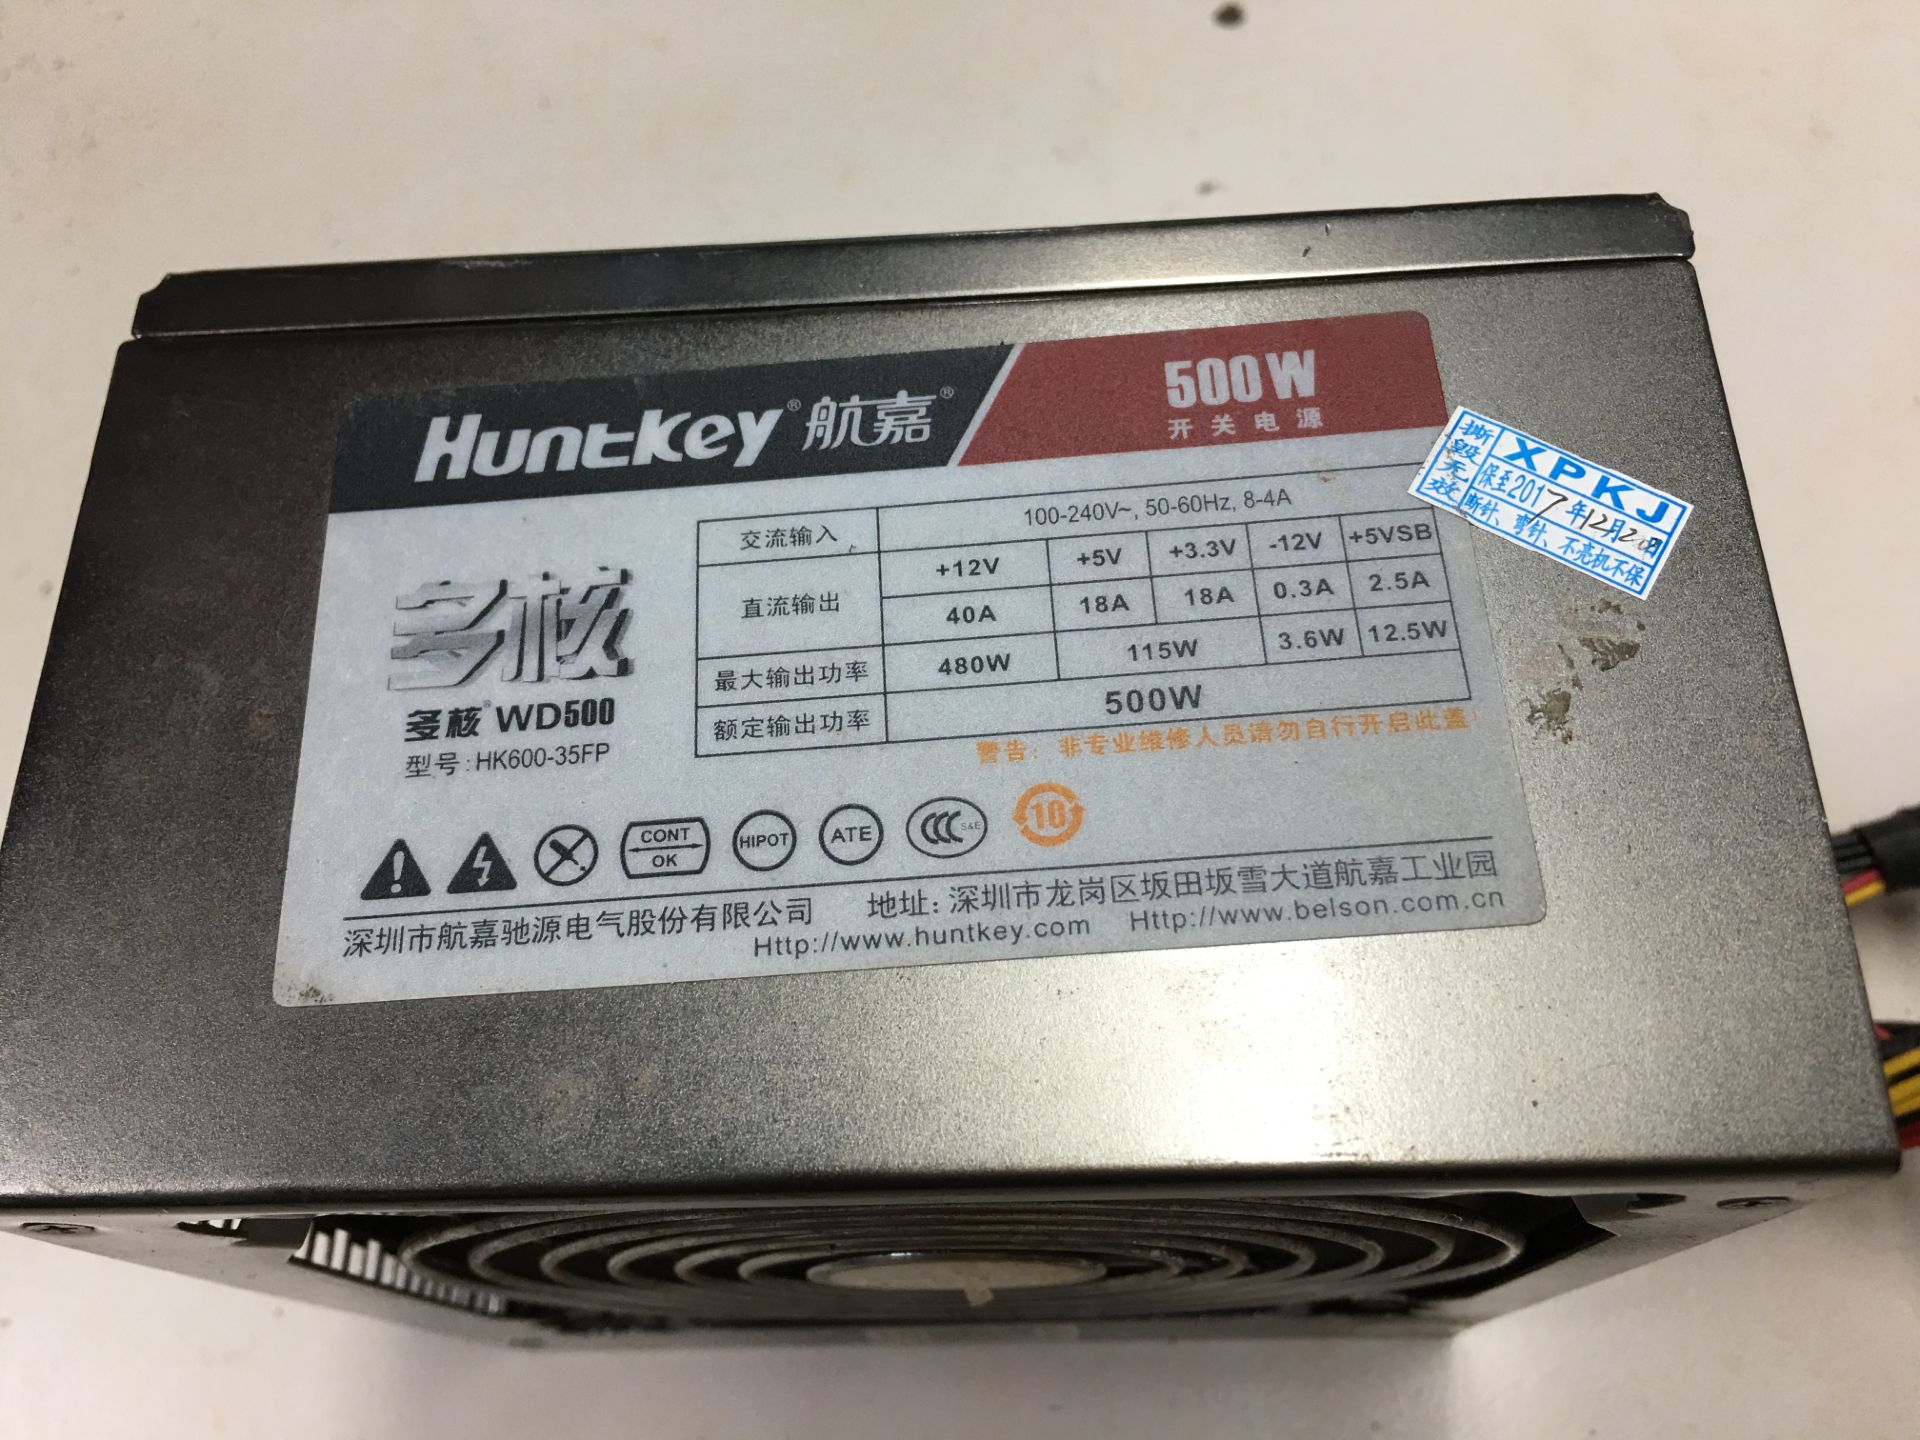 Huntkey® 航嘉®
500W
开关电源
多核
多核® WD500
型号:HK600-35FP
交流输入 100-240V~, 50-60Hz, 8-4A
直流输出 +12V +5V +3.3V -12V +5VSB
40A 18A 18A 0.3A 2.5A
最大输出功率 480W 115W 3.6W 12.5W
额定输出功率 500W
警告：非专业维修人员请勿自行开启此盖!
CONT
OK
HIPOT
ATE
CCC S&E
10
深圳市航嘉驰源电气股份有限公司 地址：深圳市龙岗区坂田坂雪大道航嘉工业园
Http://www.huntkey.com Http://www.belson.com.cn
撕毁无效
XPKJ
保至2017年12月2日
断针、弯针、不亮机不保